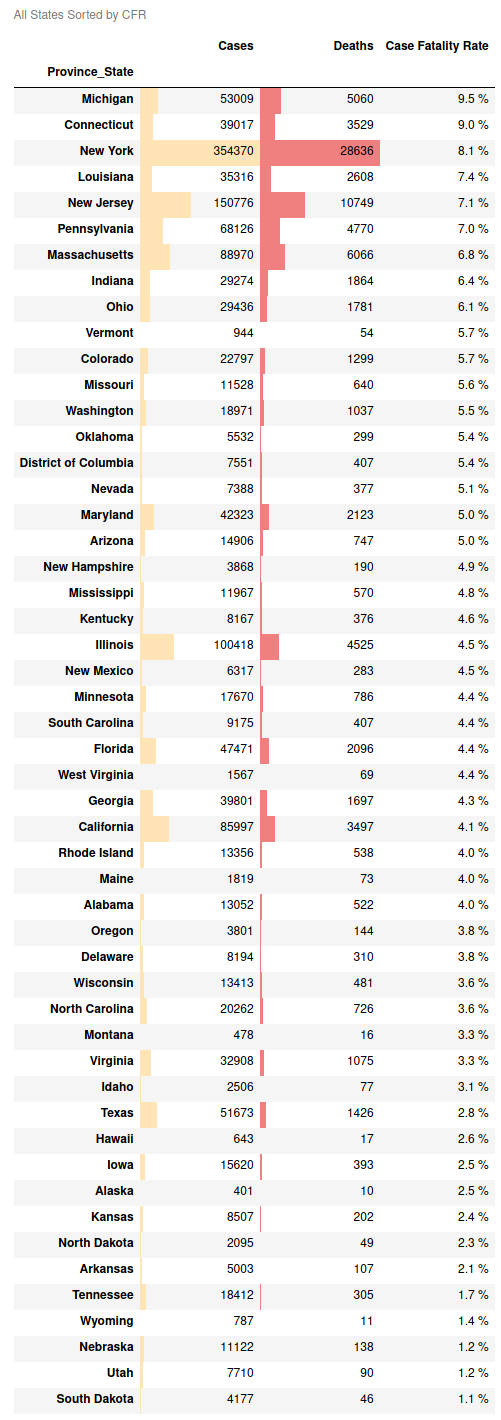 All States Sorted by CFR
Cases Deaths Case Fatality Rate
Province_State
Michigan 53009 5060 9.5 %
Connecticut 39017 3529 9.0 %
New York 354370 28636 8.1 %
Louisiana 35316 2608 7.4 %
New Jersey 150776 10749 7.1 %
Pennsylvania 68126 4770 7.0 %
Massachusetts 88970 6066 6.8 %
Indiana 29274 1864 6.4 %
Ohio 29436 1781 6.1 %
Vermont 944 54 5.7 %
Colorado 22797 1299 5.7 %
Missouri 11528 640 5.6 %
Washington 18971 1037 5.5 %
Oklahoma 5532 299 5.4 %
District of Columbia 7551 407 5.4 %
Nevada 7388 377 5.1 %
Maryland 42323 2123 5.0 %
Arizona 14906 747 5.0 %
New Hampshire 3868 190 4.9 %
Mississippi 11967 570 4.8 %
Kentucky 8167 376 4.6 %
Illinois 100418 4525 4.5 %
New Mexico 6317 283 4.5 %
Minnesota 17670 786 4.4 %
South Carolina 9175 407 4.4 %
Florida 47471 2096 4.4 %
West Virginia 1567 69 4.4 %
Georgia 39801 1697 4.3 %
California 85997 3497 4.1 %
Rhode Island 13356 538 4.0 %
Maine 1819 73 4.0 %
Alabama 13052 522 4.0 %
Oregon 3801 144 3.8 %
Delaware 8194 310 3.8 %
Wisconsin 13413 481 3.6 %
North Carolina 20262 726 3.6 %
Montana 478 16 3.3 %
Virginia 32908 1075 3.3 %
Idaho 2506 77 3.1 %
Texas 51673 1426 2.8 %
Hawaii 643 17 2.6 %
Iowa 15620 393 2.5 %
Alaska 401 10 2.5 %
Kansas 8507 202 2.4 %
North Dakota 2095 49 2.3 %
Arkansas 5003 107 2.1 %
Tennessee 18412 305 1.7 %
Wyoming 787 11 1.4 %
Nebraska 11122 138 1.2 %
Utah 7710 90 1.2 %
South Dakota 4177 46 1.1 %